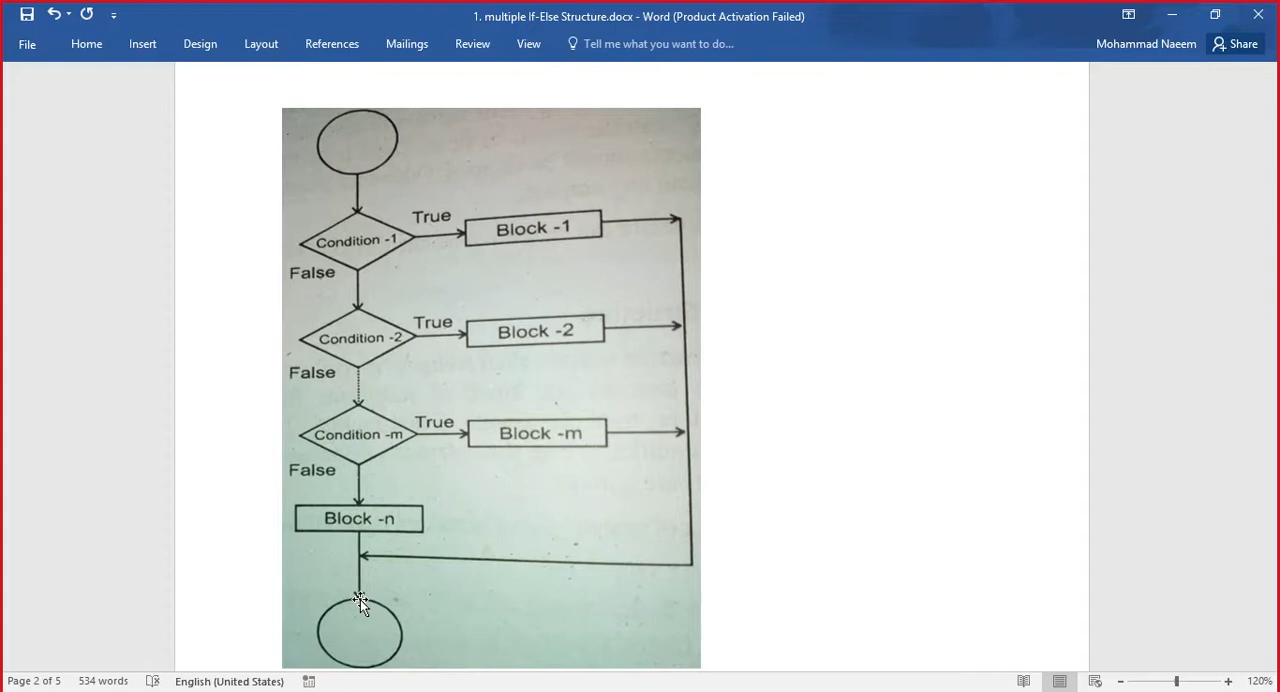 1. multiple If-Else Structure.docx - Word (Product Activation Failed)
File Home Insert Design Layout References Mailings Review View Tell me what you want to do... Mohammad Naeem Share
True
Condition -1 Block -1
False
True
Condition -2 Block -2
False
True
Condition -m Block -m
False
Block -n
Page 2 of 5 534 words English (United States) 120%